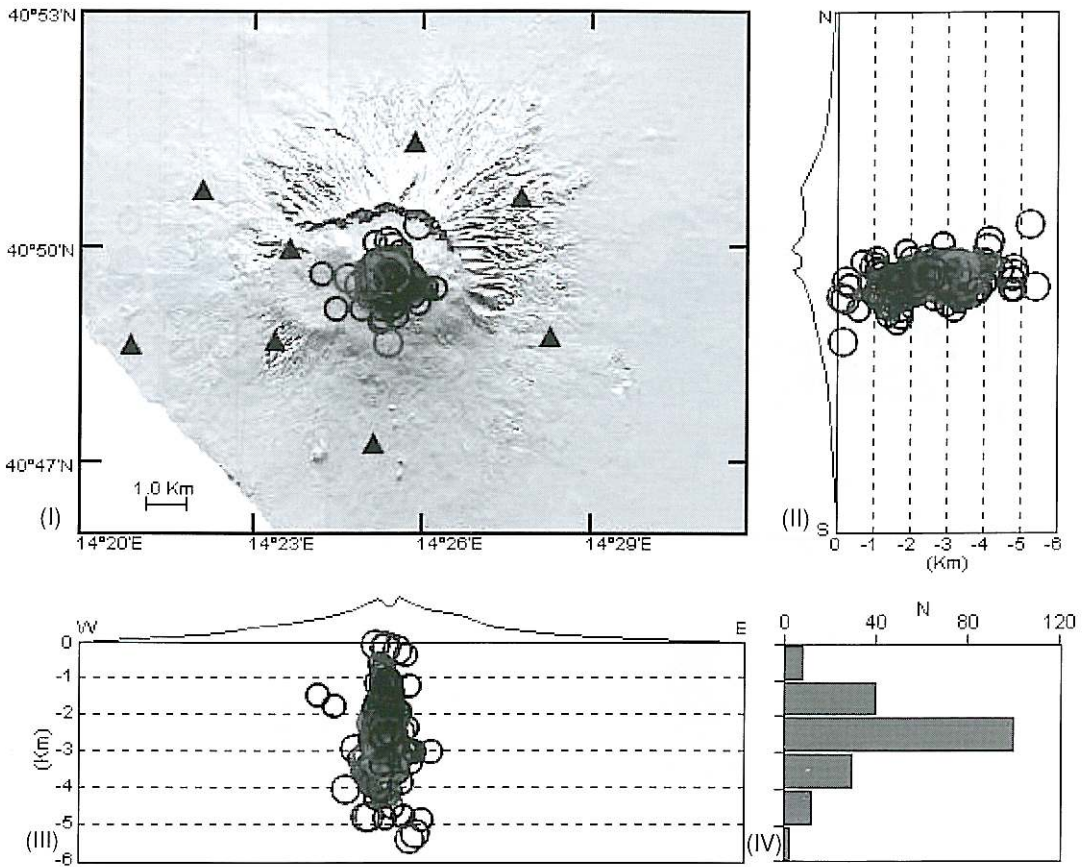 40°53'N
40°50'N
40°47'N
1.0 Km
(I)
14°20'E 14°23'E 14°26'E 14°29'E
N
S
0 -1 -2 -3 -4 -5 -6
(Km)
(II)
W E
0
-1
-2
-3
-4
-5
-6
(Km)
(III)
N
0 40 80 120
(IV)